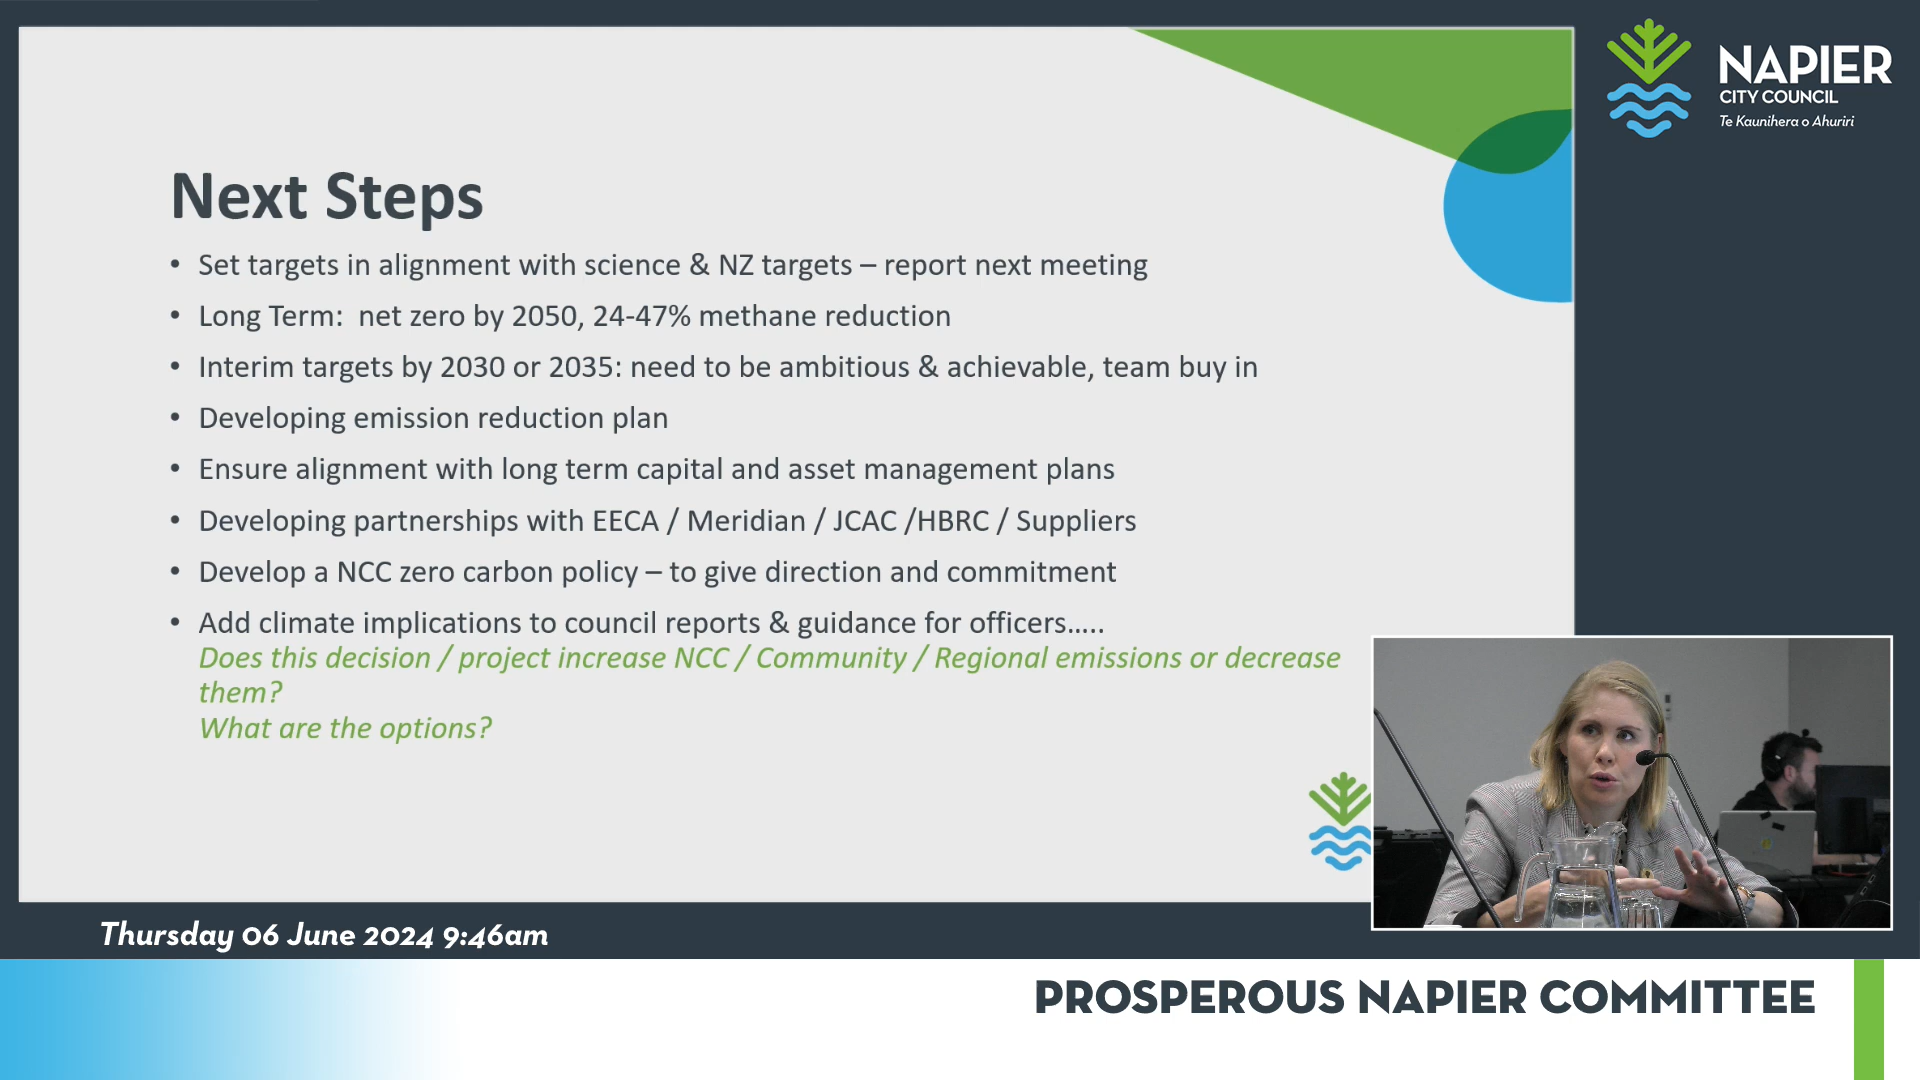 NAPIER
CITY COUNCIL
Te Kaunihera o Ahuriri
Next Steps
• Set targets in alignment with science & NZ targets – report next meeting
• Long Term:  net zero by 2050, 24-47% methane reduction
• Interim targets by 2030 or 2035: need to be ambitious & achievable, team buy in
• Developing emission reduction plan
• Ensure alignment with long term capital and asset management plans
• Developing partnerships with EECA / Meridian / JCAC /HBRC / Suppliers
• Develop a NCC zero carbon policy – to give direction and commitment
• Add climate implications to council reports & guidance for officers…..
Does this decision / project increase NCC / Community / Regional emissions or decrease
them?
What are the options?
Thursday 06 June 2024 9:46am
PROSPEROUS NAPIER COMMITTEE